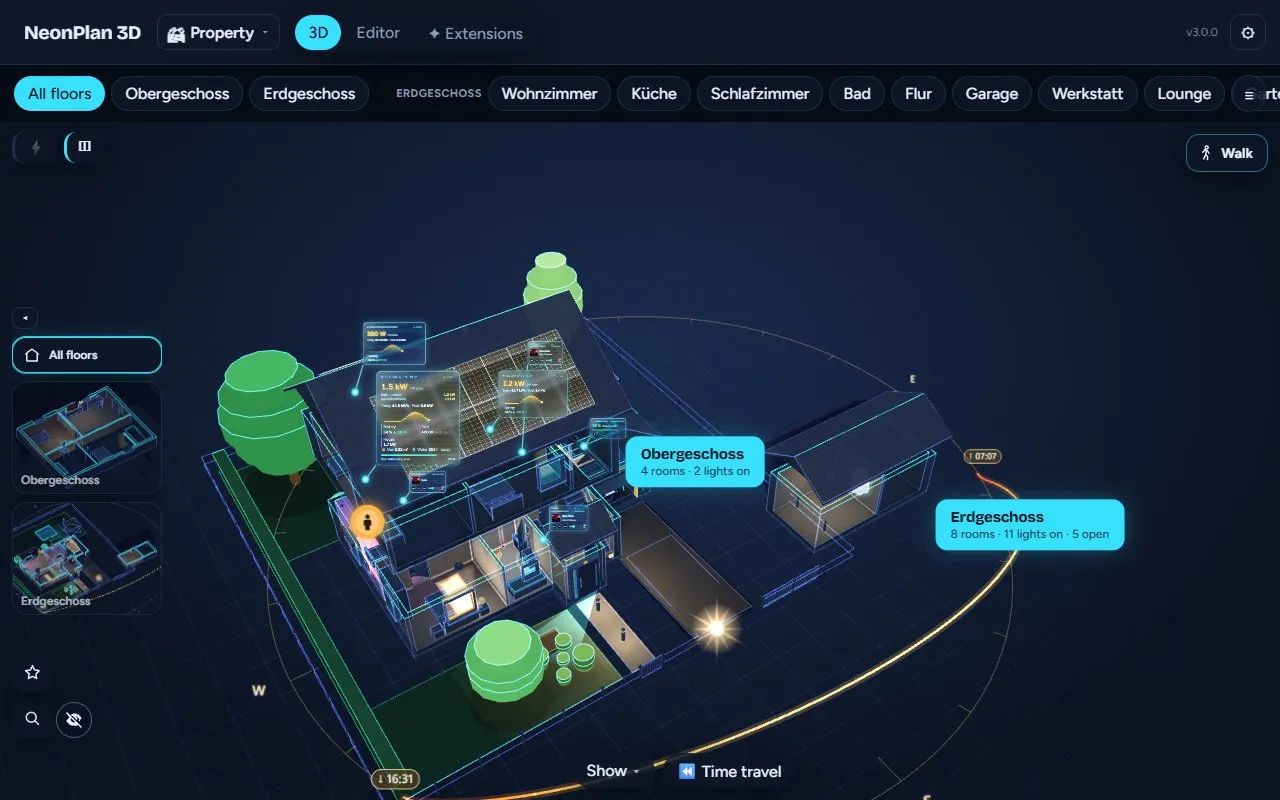 NeonPlan 3D
Property
3D
Editor
Extensions
v3.0.0
All floors
Obergeschoss
Erdgeschoss
ERDGESCHOSS
Wohnzimmer
Küche
Schlafzimmer
Bad
Flur
Garage
Werkstatt
Lounge
Walk
All floors
Obergeschoss
Erdgeschoss
380 W
1.5 kW
1.2 kW
E
Obergeschoss
4 rooms · 2 lights on
↑ 07:07
Erdgeschoss
8 rooms · 11 lights on · 5 open
W
↓ 16:31
Show
Time travel